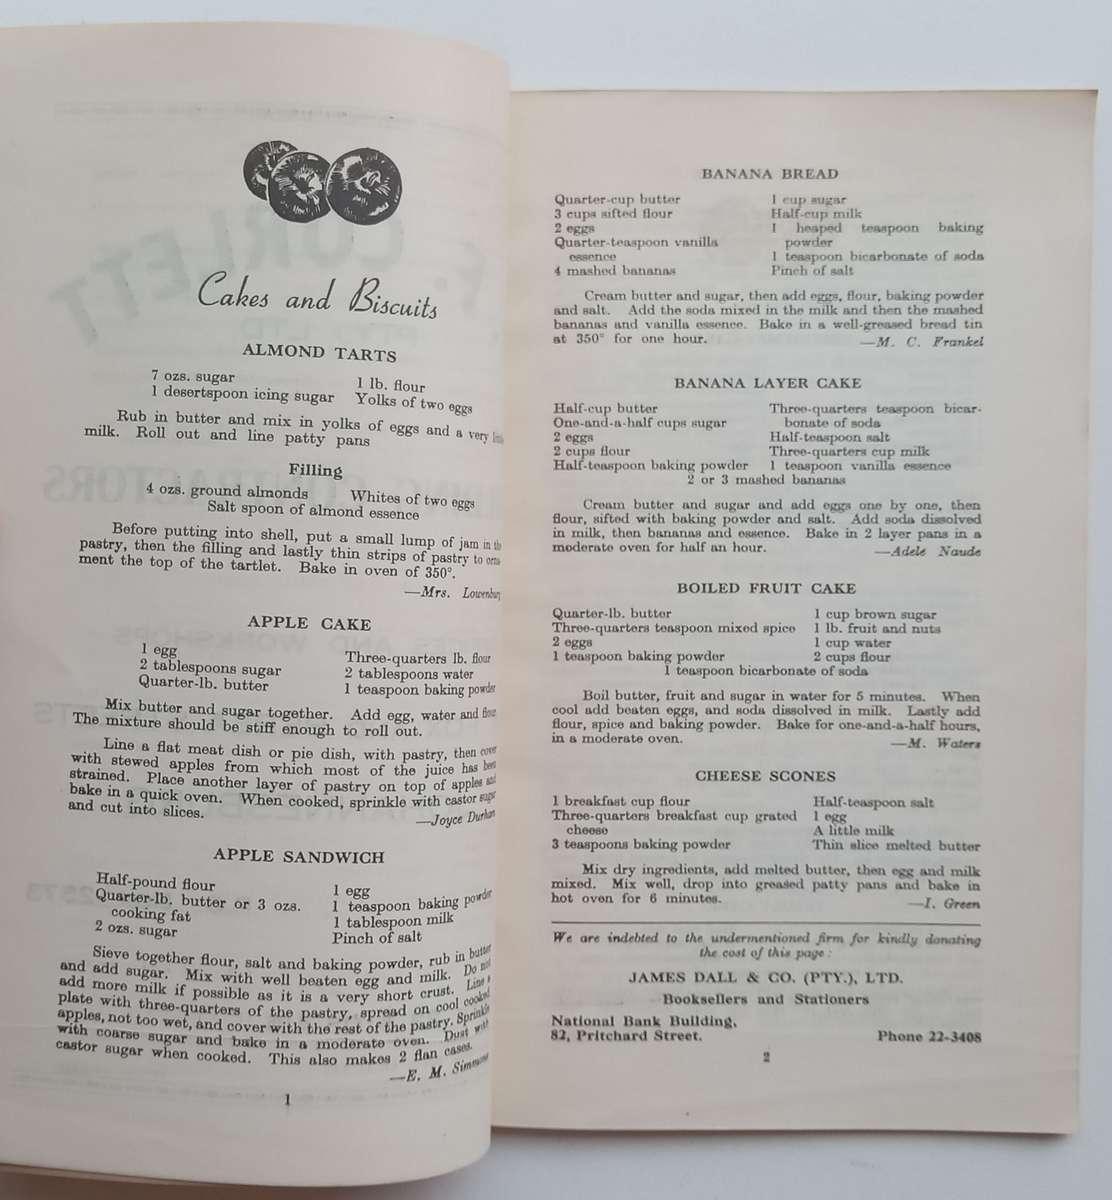 Cakes and Biscuits
ALMOND TARTS
7 ozs. sugar
1 desertspoon icing sugar
1 lb. flour
Yolks of two eggs
Rub in butter and mix in yolks of eggs and a very little
milk. Roll out and line patty pans
Filling
4 ozs. ground almonds
Whites of two eggs
Salt spoon of almond essence
Before putting into shell, put a small lump of jam in the
pastry, then the filling and lastly thin strips of pastry to orna-
ment the top of the tartlet. Bake in oven of 350°.
—Mrs. Lowenburg
APPLE CAKE
1 egg
2 tablespoons sugar
Quarter-lb. butter
Three-quarters lb. flour
2 tablespoons water
1 teaspoon baking powder
Mix butter and sugar together. Add egg, water and flour
The mixture should be stiff enough to roll out.
Line a flat meat dish or pie dish, with pastry, then cover
with stewed apples from which most of the juice has been
strained. Place another layer of pastry on top of apples and
bake in a quick oven. When cooked, sprinkle with castor sugar
and cut into slices.
—Joyce Durham
APPLE SANDWICH
Half-pound flour
Quarter-lb. butter or 3 ozs.
cooking fat
2 ozs. sugar
1 egg
1 teaspoon baking powder
1 tablespoon milk
Pinch of salt
Sieve together flour, salt and baking powder, rub in butter
and add sugar. Mix with well beaten egg and milk. Do not
add more milk if possible as it is a very short crust. Line a
plate with three-quarters of the pastry, spread on cool cooked
apples, not too wet, and cover with the rest of the pastry. Sprinkle
with coarse sugar and bake in a moderate oven. Dust with
castor sugar when cooked. This also makes 2 flan cases.
—E. M. Simmons
1
BANANA BREAD
Quarter-cup butter
3 cups sifted flour
2 eggs
Quarter-teaspoon vanilla
essence
4 mashed bananas
1 cup sugar
Half-cup milk
1 heaped teaspoon baking
powder
1 teaspoon bicarbonate of soda
Pinch of salt
Cream butter and sugar, then add eggs, flour, baking powder
and salt. Add the soda mixed in the milk and then the mashed
bananas and vanilla essence. Bake in a well-greased bread tin
at 350° for one hour.
—M. C. Frankel
BANANA LAYER CAKE
Half-cup butter
One-and-a-half cups sugar
2 eggs
2 cups flour
Half-teaspoon baking powder
Three-quarters teaspoon bicar-
bonate of soda
Half-teaspoon salt
Three-quarters cup milk
1 teaspoon vanilla essence
2 or 3 mashed bananas
Cream butter and sugar and add eggs one by one, then
flour, sifted with baking powder and salt. Add soda dissolved
in milk, then bananas and essence. Bake in 2 layer pans in a
moderate oven for half an hour.
—Adele Naude
BOILED FRUIT CAKE
Quarter-lb. butter
Three-quarters teaspoon mixed spice
2 eggs
1 teaspoon baking powder
1 cup brown sugar
1 lb. fruit and nuts
1 cup water
2 cups flour
1 teaspoon bicarbonate of soda
Boil butter, fruit and sugar in water for 5 minutes. When
cool add beaten eggs, and soda dissolved in milk. Lastly add
flour, spice and baking powder. Bake for one-and-a-half hours,
in a moderate oven.
—M. Waters
CHEESE SCONES
1 breakfast cup flour
Three-quarters breakfast cup grated
cheese
3 teaspoons baking powder
Half-teaspoon salt
1 egg
A little milk
Thin slice melted butter
Mix dry ingredients, add melted butter, then egg and milk
mixed. Mix well, drop into greased patty pans and bake in
hot oven for 6 minutes.
—I. Green
We are indebted to the undermentioned firm for kindly donating
the cost of this page :
JAMES DALL & CO. (PTY.), LTD.
Booksellers and Stationers
National Bank Building,
82, Pritchard Street.
Phone 22-3408
2